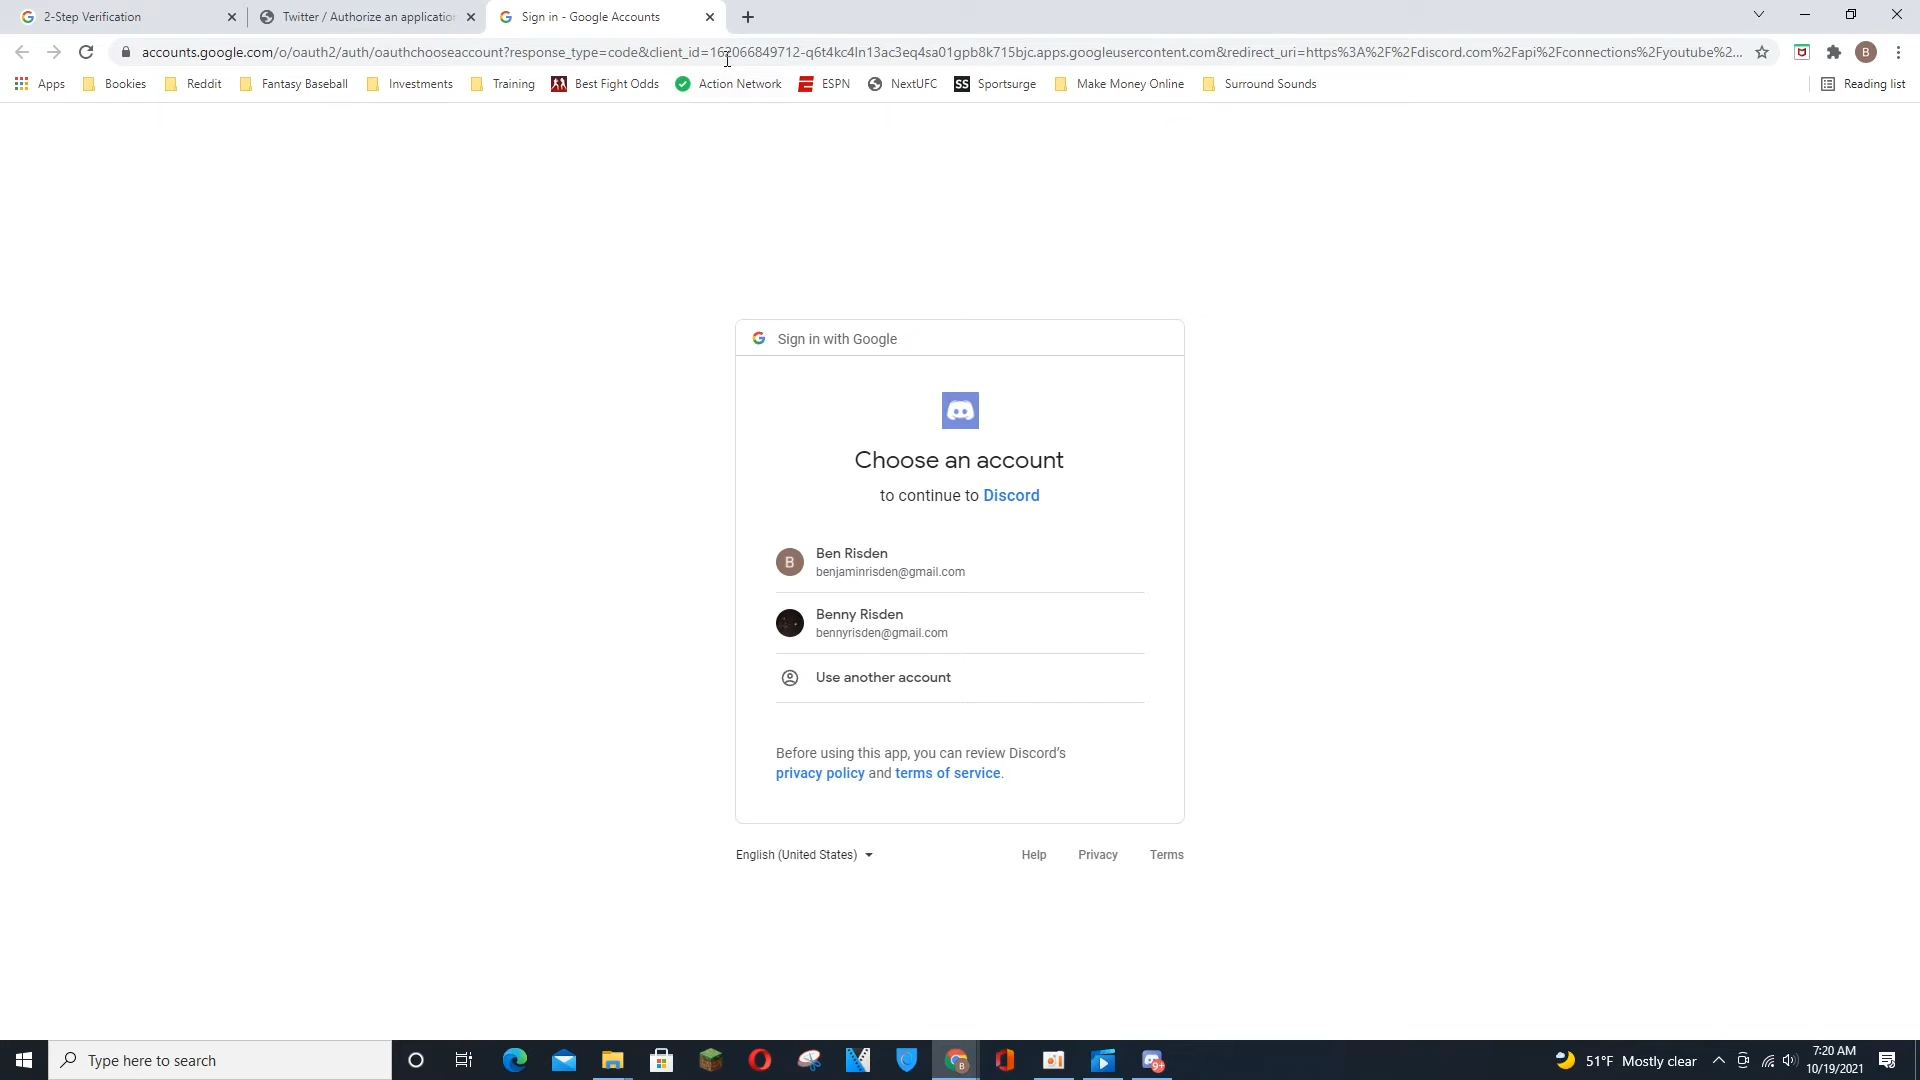 2-Step Verification
Twitter / Authorize an application
Sign in - Google Accounts
accounts.google.com/o/oauth2/auth/oauthchooseaccount?response_type=code&client_id=162066849712-q6t4kc4ln13ac3eq4sa01gpb8k715bjc.apps.googleusercontent.com&redirect_uri=https%3A%2F%2Fdiscord.com%2Fapi%2Fconnections%2Fyoutube%2...
B
Apps
Bookies
Reddit
Fantasy Baseball
Investments
Training
Best Fight Odds
Action Network
ESPN
NextUFC
SS
Sportsurge
Make Money Online
Surround Sounds
Reading list
Sign in with Google
Choose an account
to continue to Discord
B
Ben Risden
benjaminrisden@gmail.com
Benny Risden
bennyrisden@gmail.com
Use another account
Before using this app, you can review Discord's
privacy policy and terms of service.
English (United States)
Help
Privacy
Terms
Type here to search
B
9+
51°F Mostly clear
7:20 AM
10/19/2021